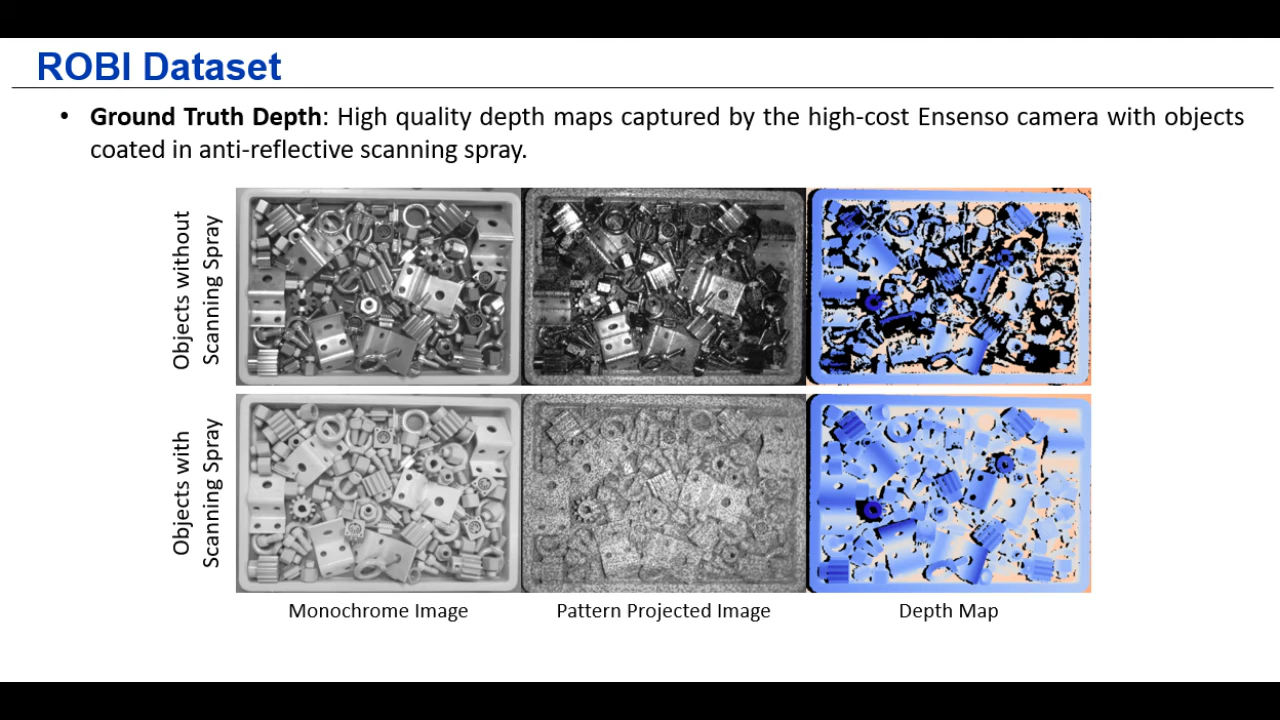 ROBI Dataset
• Ground Truth Depth: High quality depth maps captured by the high-cost Ensenso camera with objects
coated in anti-reflective scanning spray.
Objects without
Scanning Spray
Objects with
Scanning Spray
Monochrome Image
Pattern Projected Image
Depth Map